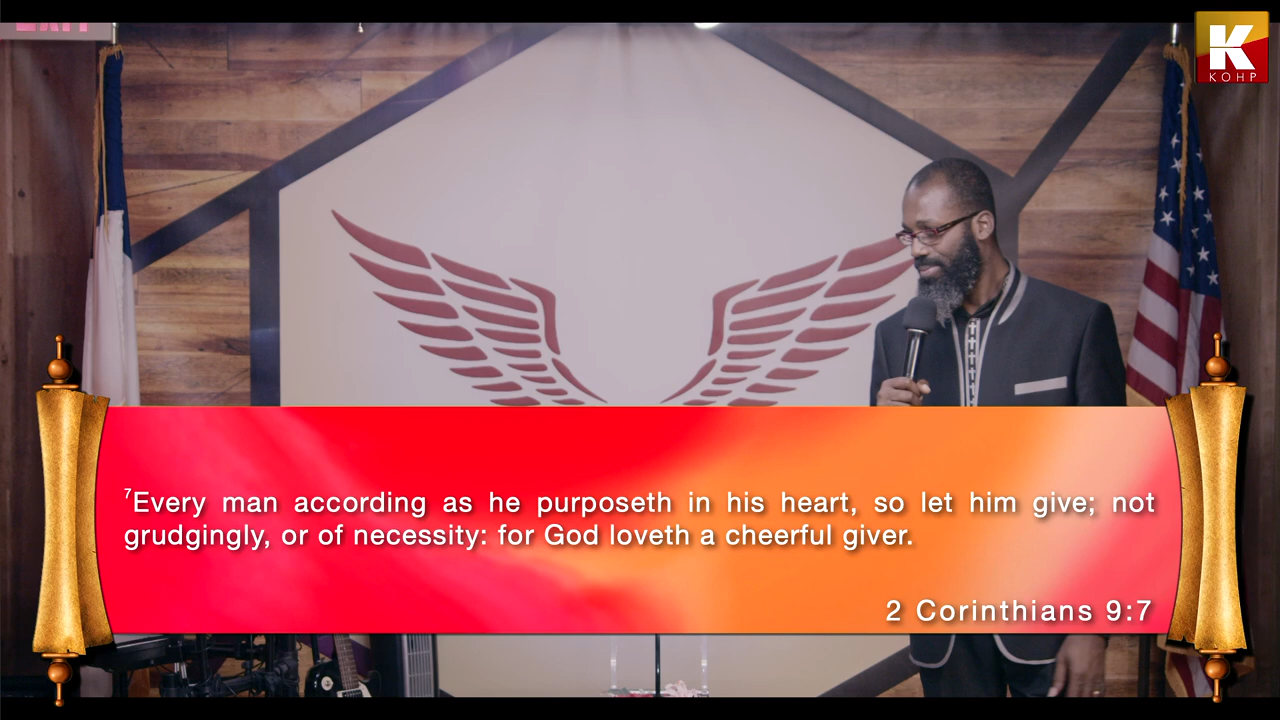 EXIT
K
KOHP
⁷Every man according as he purposeth in his heart, so let him give; not
grudgingly, or of necessity: for God loveth a cheerful giver.
2 Corinthians 9:7